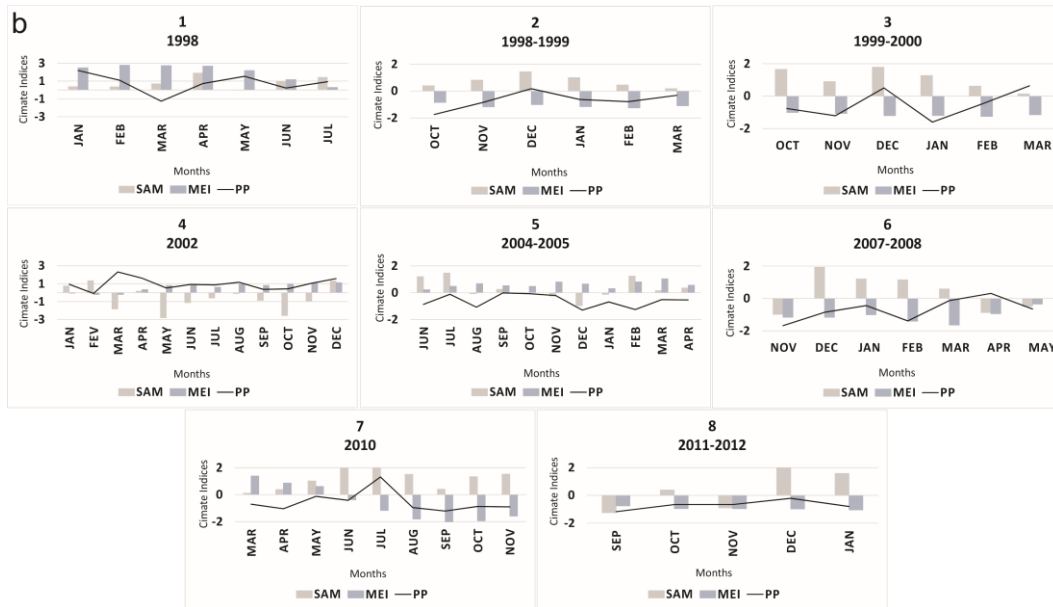 b
1
1998
Cimate Indices
3
1
-1
-3
JAN
FEB
MAR
APR
MAY
JUN
JUL
Months
SAM MEI PP
2
1998-1999
Cimate Indices
2
0
-2
OCT
NOV
DEC
JAN
FEB
MAR
Months
SAM MEI PP
3
1999-2000
Cimate Indices
2
0
-2
OCT NOV DEC JAN FEB MAR
Months
SAM MEI PP
4
2002
Cimate Indices
3
1
-1
-3
JAN
FEV
MAR
APR
MAY
JUN
JUL
AUG
SEP
OCT
NOV
DEC
Months
SAM MEI PP
5
2004-2005
Cimate Indices
2
0
-2
JUN
JUL
AUG
SEP
OCT
NOV
DEC
JAN
FEB
MAR
APR
Months
SAM MEI PP
6
2007-2008
Cimate Indices
2
0
-2
NOV DEC JAN FEB MAR APR MAY
Months
SAM MEI PP
7
2010
Cimate Indices
2
0
-2
MAR
APR
MAY
JUN
JUL
AUG
SEP
OCT
NOV
Months
SAM MEI PP
8
2011-2012
Cimate Indices
2
0
-2
SEP
OCT
NOV
DEC
JAN
Months
SAM MEI PP